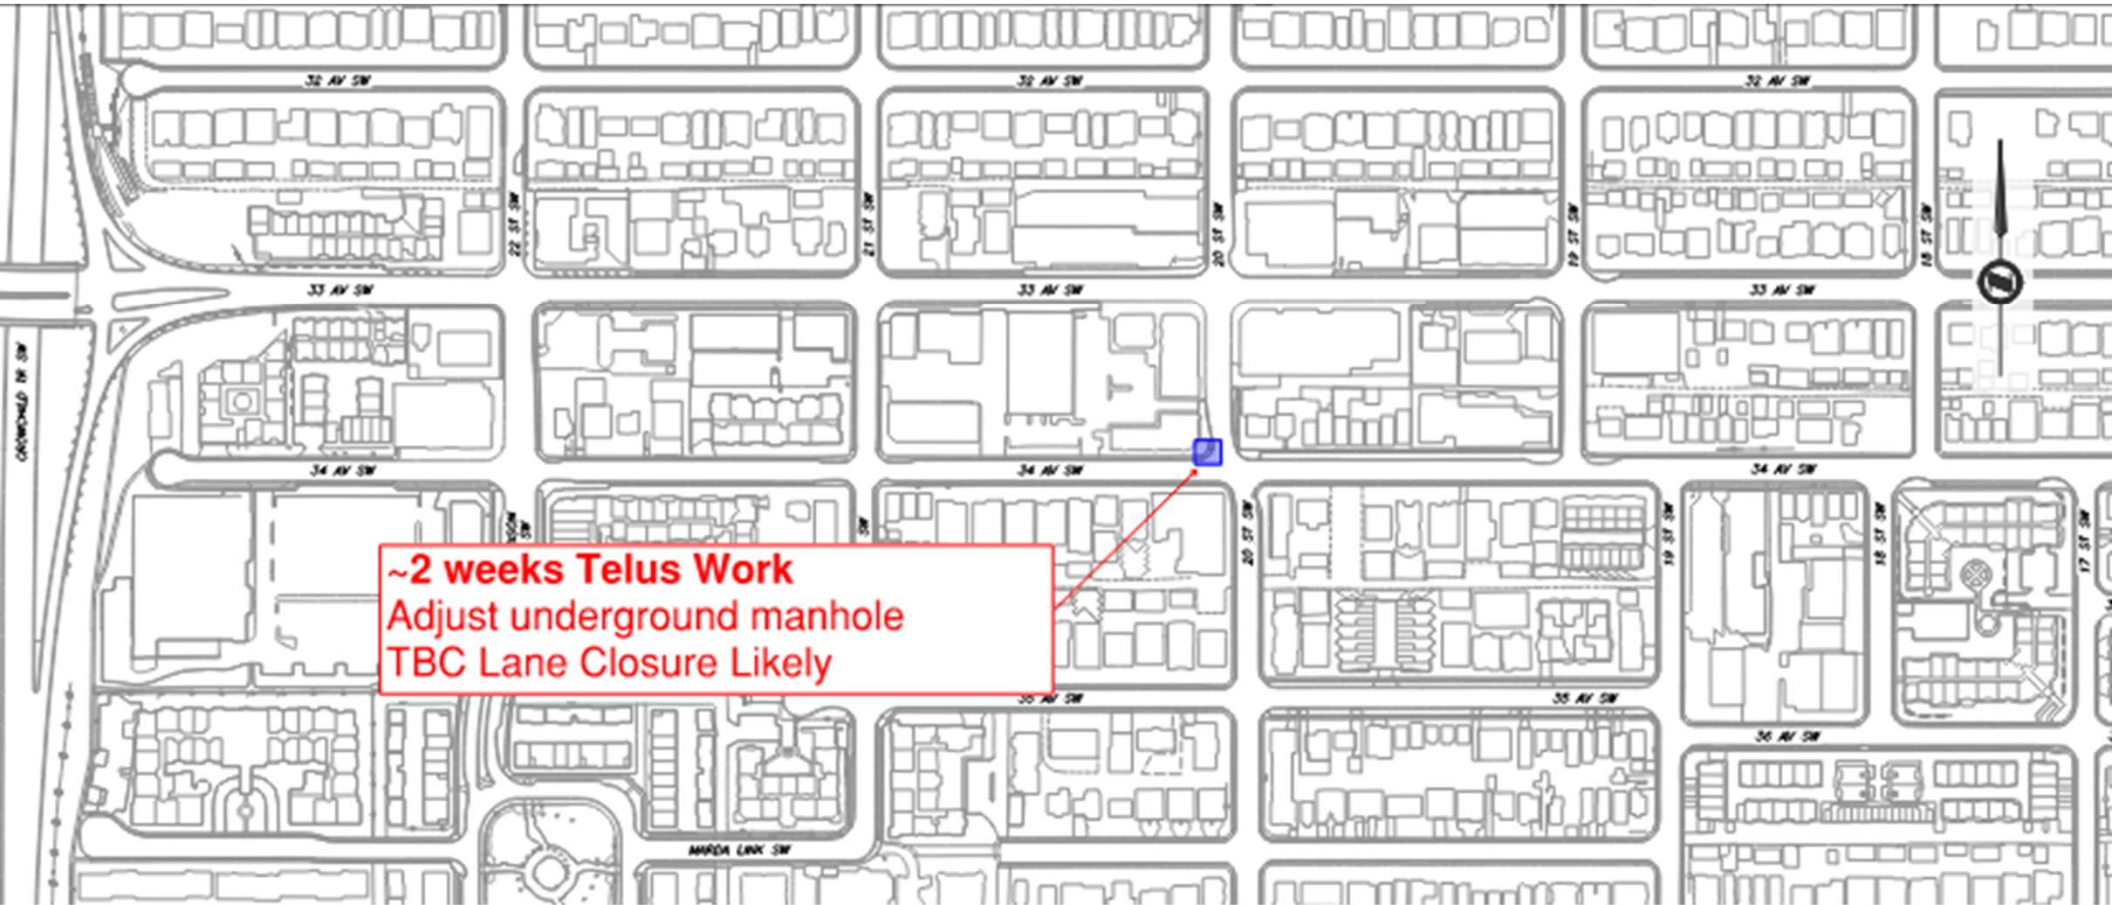 32 AV SW
32 AV SW
32 AV SW
22 ST SW
21 ST SW
20 ST SW
19 ST SW
18 ST SW
33 AV SW
33 AV SW
33 AV SW
CROWCHILD TR SW
34 AV SW
34 AV SW
34 AV SW
SW
SW
20 ST SW
19 ST SW
18 ST SW
17 ST SW
~2 weeks Telus Work
Adjust underground manhole
TBC Lane Closure Likely
35 AV SW
35 AV SW
36 AV SW
MARDA LINK SW